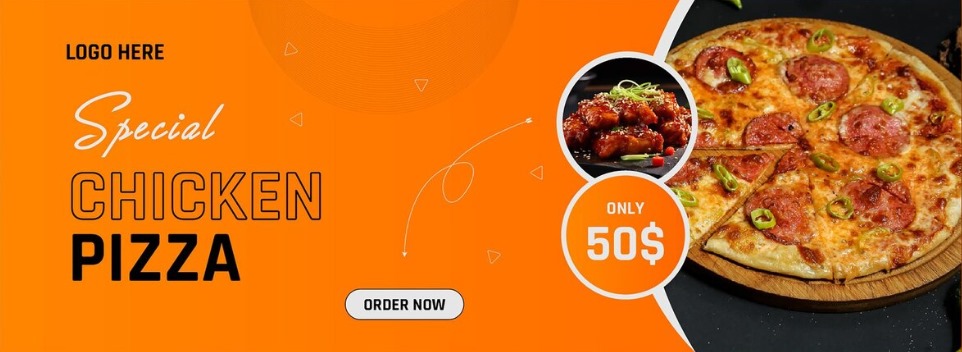 LOGO HERE
Special
CHICKEN
PIZZA
ORDER NOW
ONLY
50$